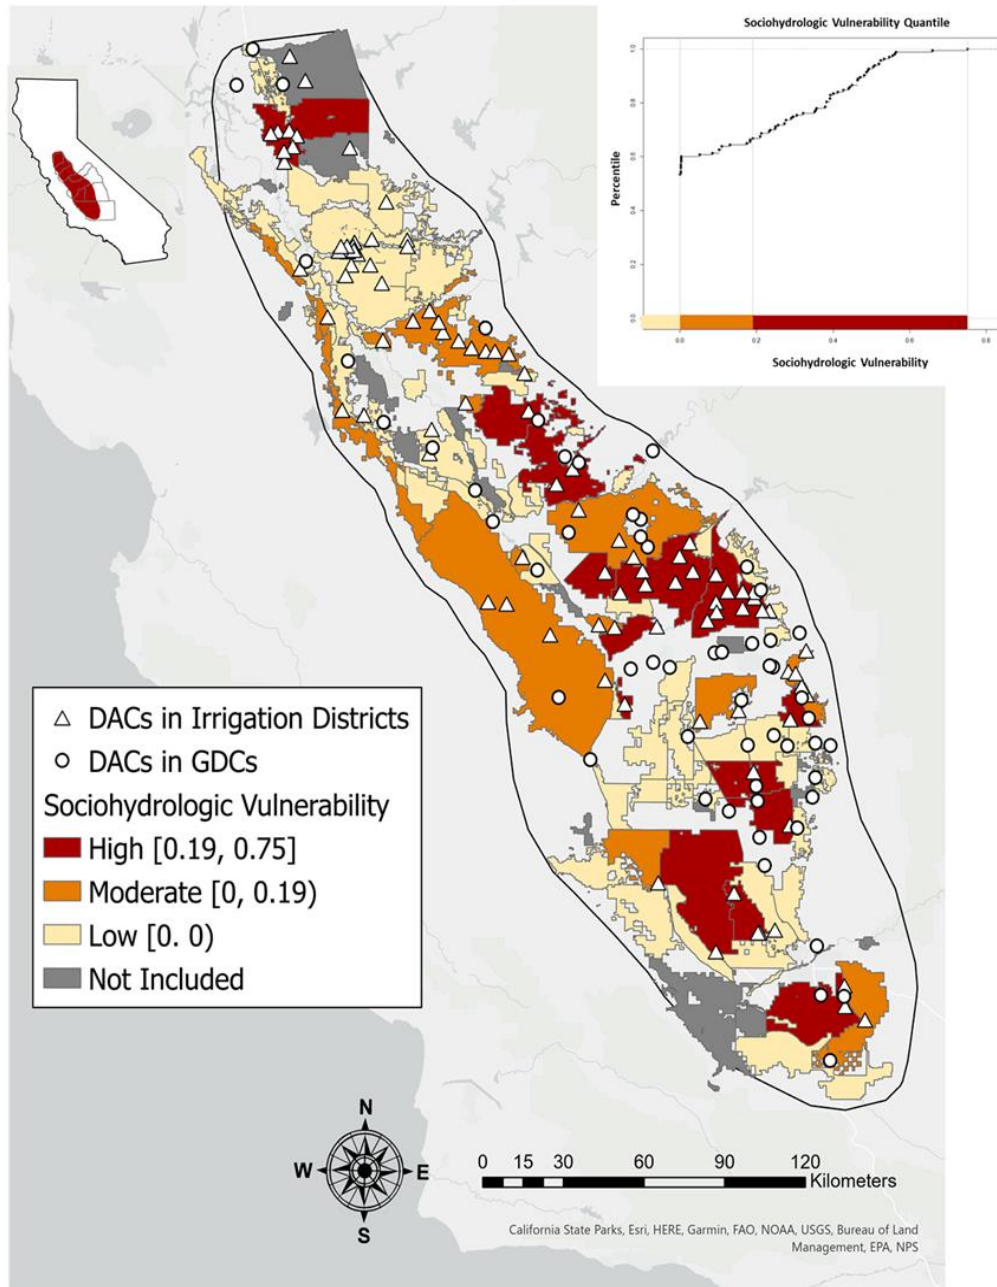 Sociohydrologic Vulnerability Quantile
Percentile
1.0
0.8
0.6
0.4
0.2
0.0
0.0 0.2 0.4 0.6 0.8
Sociohydrologic Vulnerability
DACs in Irrigation Districts
DACs in GDCs
Sociohydrologic Vulnerability
High [0.19, 0.75]
Moderate [0, 0.19)
Low [0. 0)
Not Included
N
W E
S
0 15 30 60 90 120
Kilometers
California State Parks, Esri, HERE, Garmin, FAO, NOAA, USGS, Bureau of Land
Management, EPA, NPS